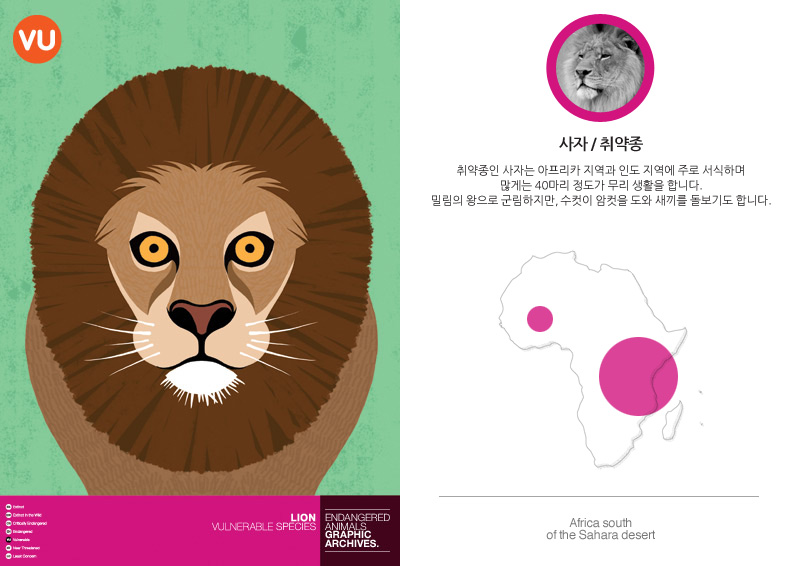 VU
Extinct
Extinct in the Wild
Critically Endangered
Endangered
Vulnerable
Near Threatened
Least Concern
LION
VULNERABLE SPECIES
ENDANGERED
ANIMALS
GRAPHIC
ARCHIVES.
사자 / 취약종
취약종인 사자는 아프리카 지역과 인도 지역에 주로 서식하며
많게는 40마리 정도가 무리 생활을 합니다.
밀림의 왕으로 군림하지만, 수컷이 암컷을 도와 새끼를 돌보기도 합니다.
Africa south
of the Sahara desert